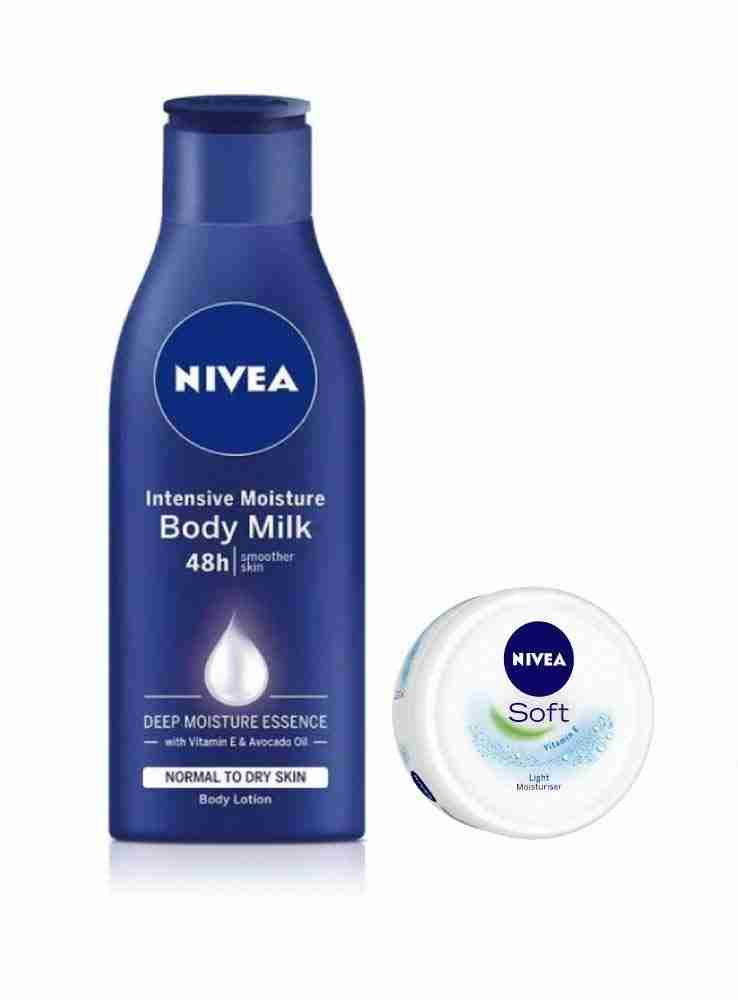 NIVEA
Intensive Moisture
Body Milk
48h smoother
skin
DEEP MOISTURE ESSENCE
with Vitamin E & Avocado Oil
NORMAL TO DRY SKIN
Body Lotion
NIVEA
Soft
Vitamin E
Light
Moisturiser